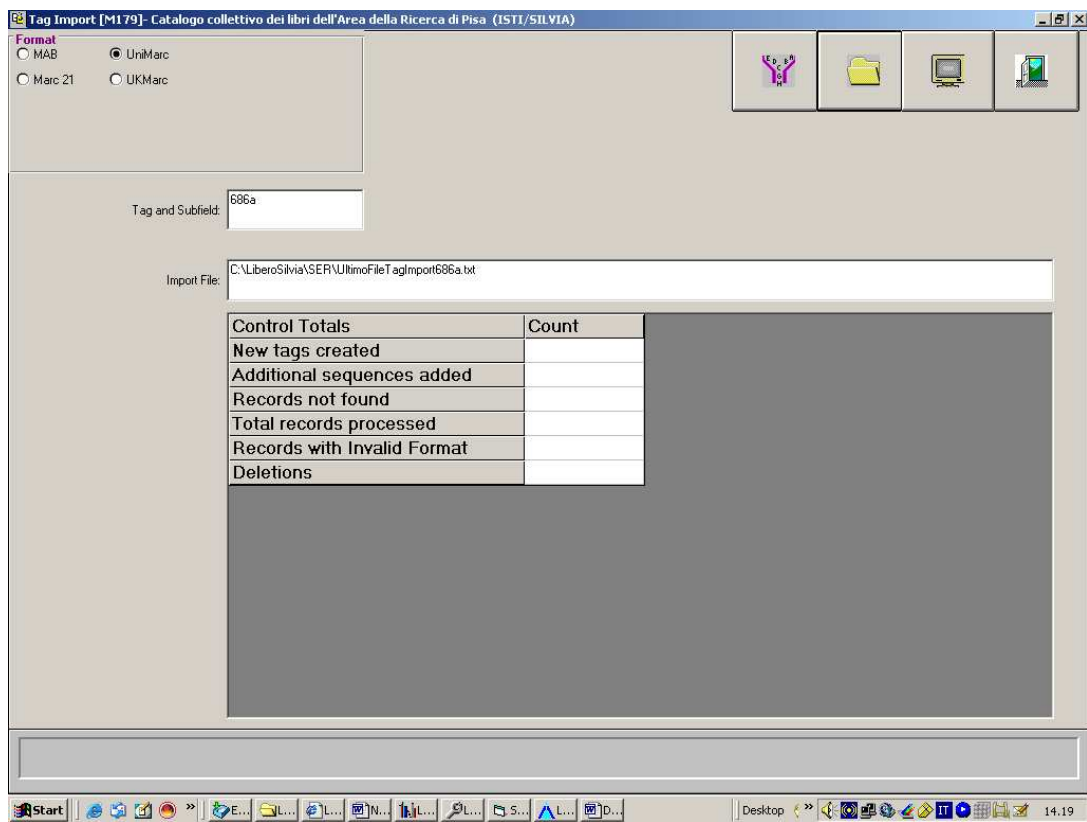 Tag Import [M179]- Catalogo collettivo dei libri dell'Area della Ricerca di Pisa (ISTI/SILVIA)
Format
MAB UniMarc
Marc 21 UKMarc
Tag and Subfield: 686a
Import File: C:\LiberoSilvia\SER\UltimoFileTagImport686a.txt
Control Totals Count
New tags created
Additional sequences added
Records not found
Total records processed
Records with Invalid Format
Deletions
Start » E... L... L... N... L... L... S... L... D... Desktop » IT 14.19